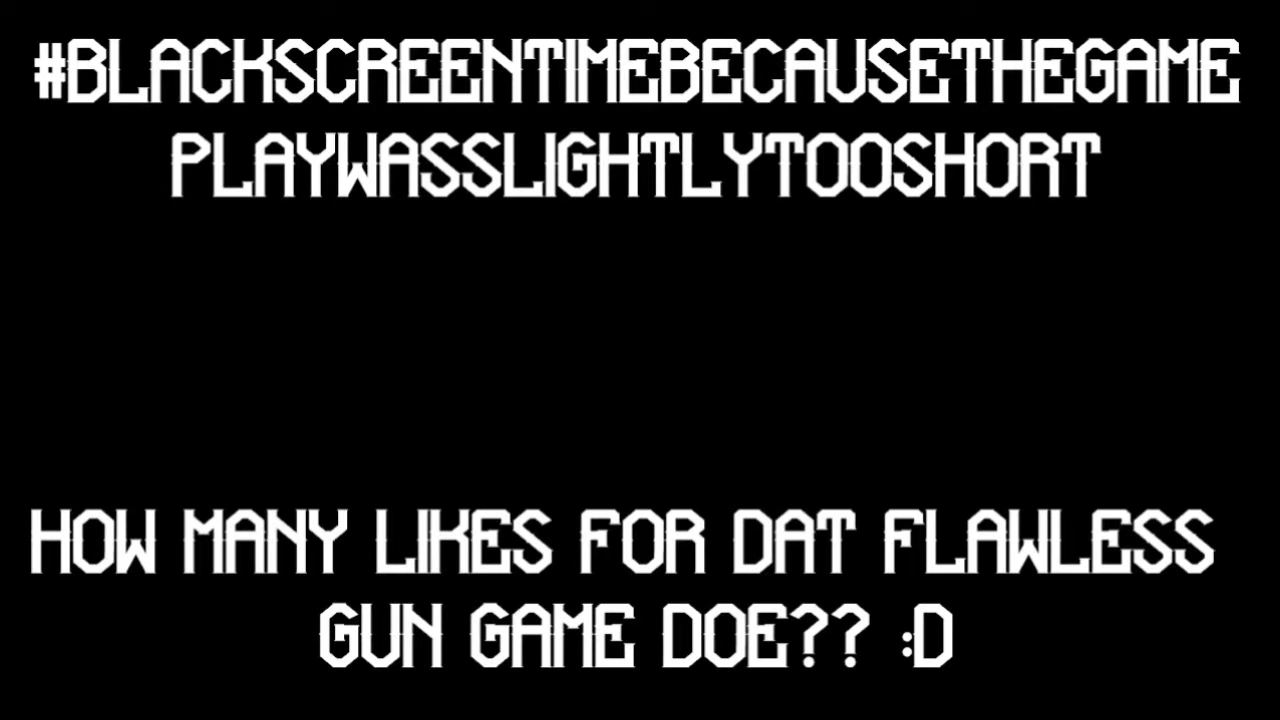 #BLACKSCREENTIMEBECAUSETHEGAME
PLAYWASSLIGHTLYTOOSHORT
HOW MANY LIKES FOR DAT FLAWLESS
GUN GAME DOE?? :D